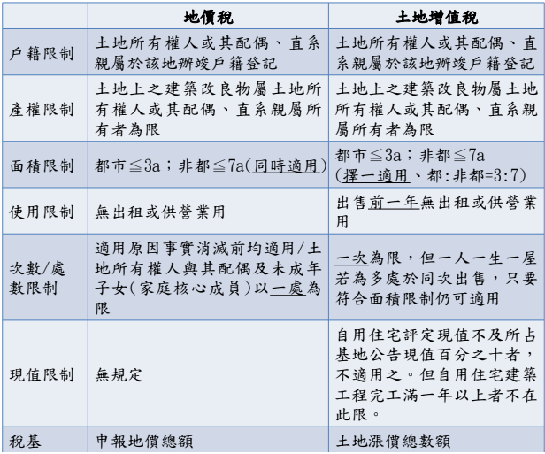 地價稅
土地增值稅
戶籍限制
土地所有權人或其配偶、直系
親屬於該地辦竣戶籍登記
土地所有權人或其配偶、直
系親屬於該地辦竣戶籍登記
產權限制
土地上之建築改良物屬土地所
有權人或其配偶、直系親屬所
有者為限
土地上之建築改良物屬土地
所有權人或其配偶、直系親
屬所有者為限
面積限制
都市≦3a；非都≦7a(同時適用)
都市≦3a；非都≦7a
(擇一適用、都:非都=3:7)
使用限制
無出租或供營業用
出售前一年無出租或供營業
用
次數/處
數限制
適用原因事實消滅前均適用/土
地所有權人與其配偶及未成年
子女(家庭核心成員)以一處為
限
一次為限，但一人一生一屋
若為多處於同次出售，只要
符合面積限制仍可適用
現值限制
無規定
自用住宅評定現值不及所占
基地公告現值百分之十者，
不適用之。但自用住宅建築
工程完工滿一年以上者不在
此限。
稅基
申報地價總額
土地漲價總數額